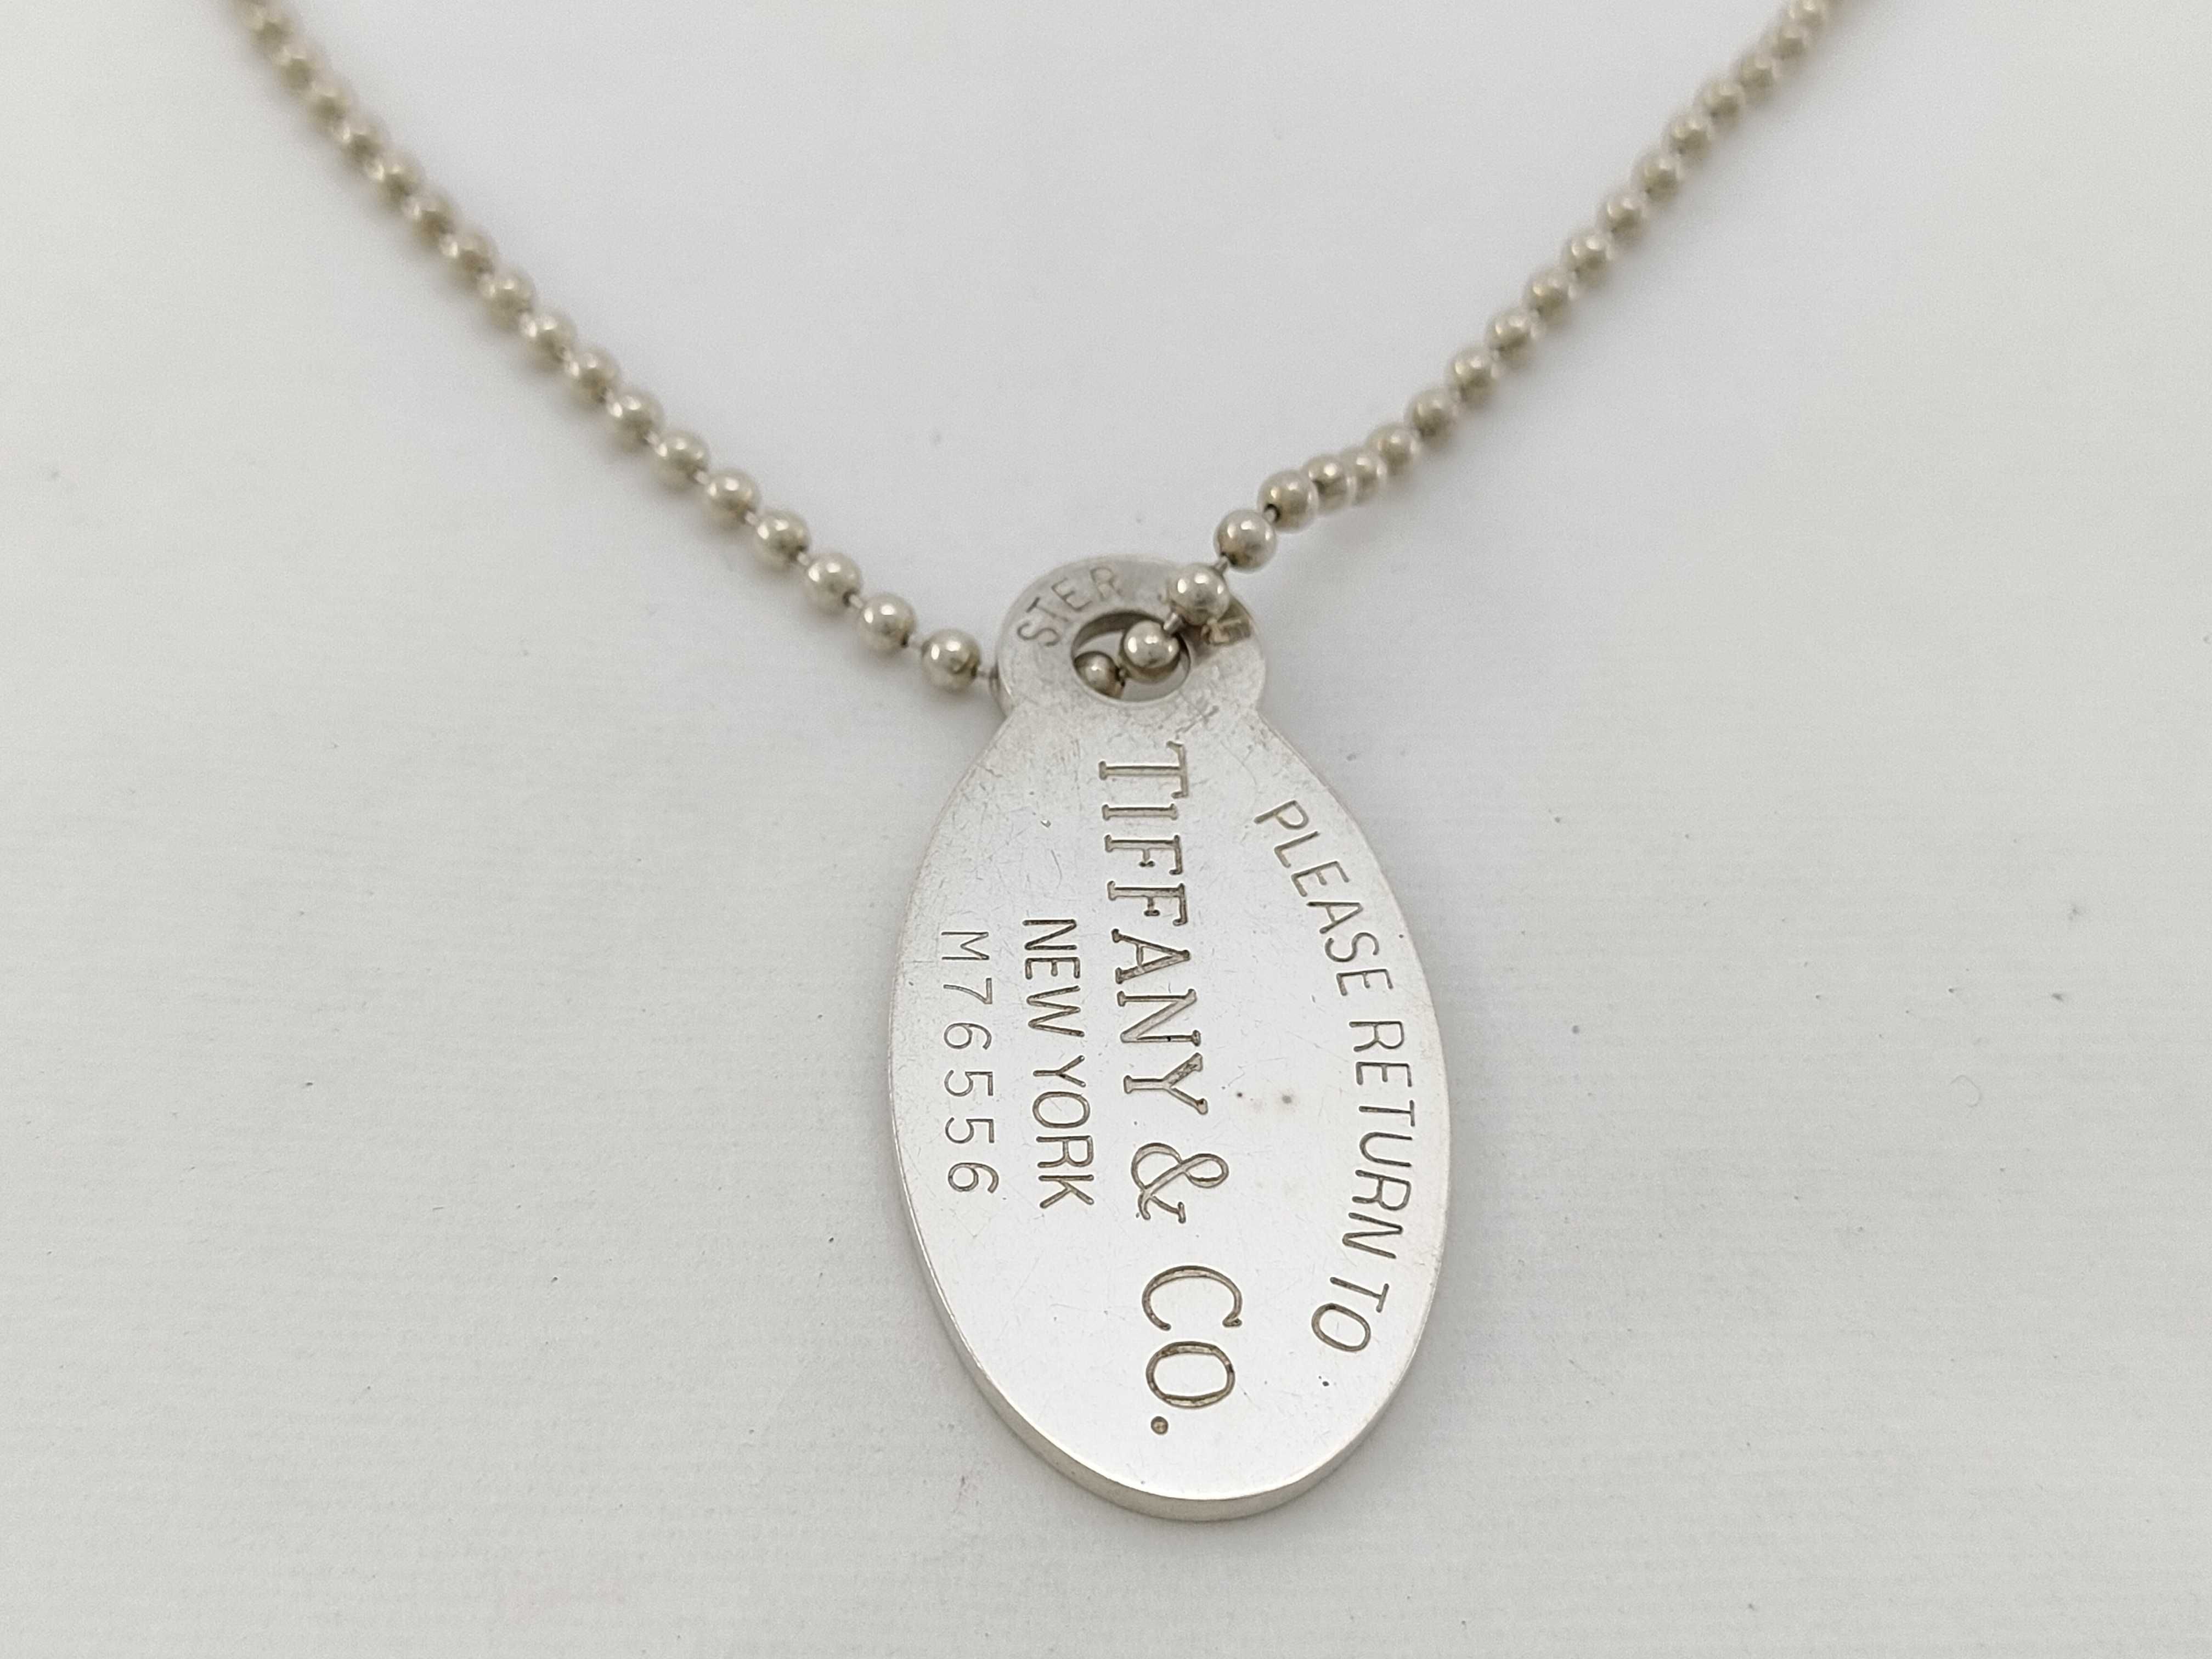 STER
PLEASE RETURN TO
TIFFANY & CO.
NEW YORK
M76556